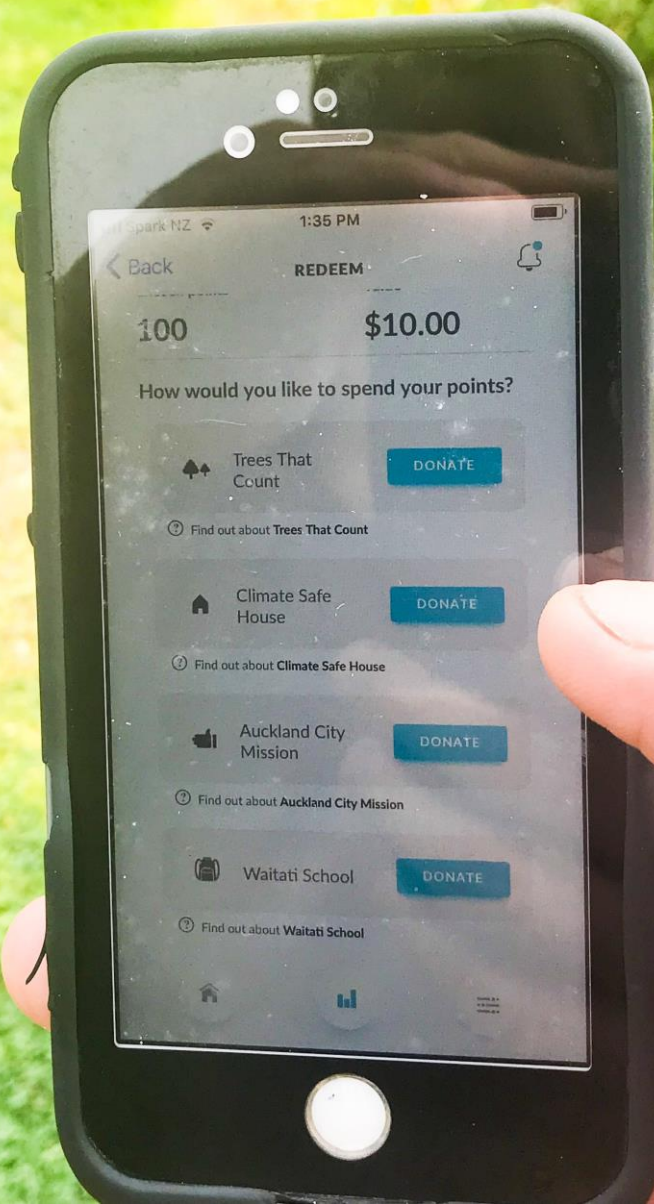 Spark NZ 1:35 PM
Back REDEEM
100 $10.00
How would you like to spend your points?
Trees That
Count
DONATE
Find out about Trees That Count
Climate Safe
House
DONATE
Find out about Climate Safe House
Auckland City
Mission
DONATE
Find out about Auckland City Mission
Waitati School
DONATE
Find out about Waitati School